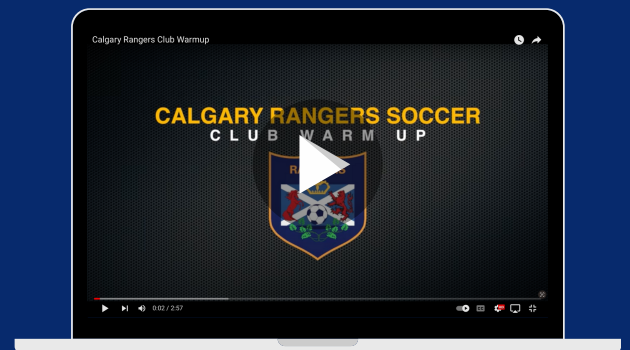 Calgary Rangers Club Warmup
CALGARY RANGERS SOCCER
CLUB WARM UP
0:02 / 2:57